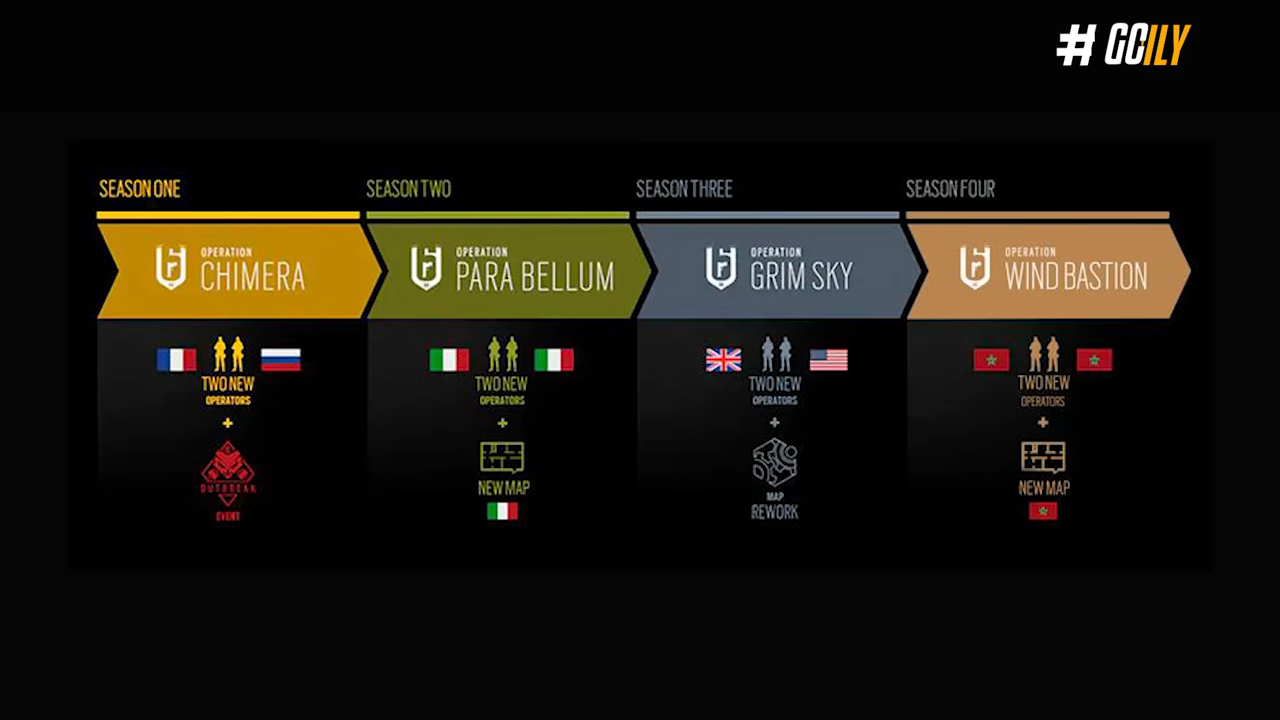 # GCILY
SEASON ONE
OPERATION
CHIMERA
TWO NEW
OPERATORS
+
OUTBREAK
EVENT
SEASON TWO
OPERATION
PARA BELLUM
TWO NEW
OPERATORS
+
NEW MAP
SEASON THREE
OPERATION
GRIM SKY
TWO NEW
OPERATORS
+
MAP
REWORK
SEASON FOUR
OPERATION
WIND BASTION
TWO NEW
OPERATORS
+
NEW MAP